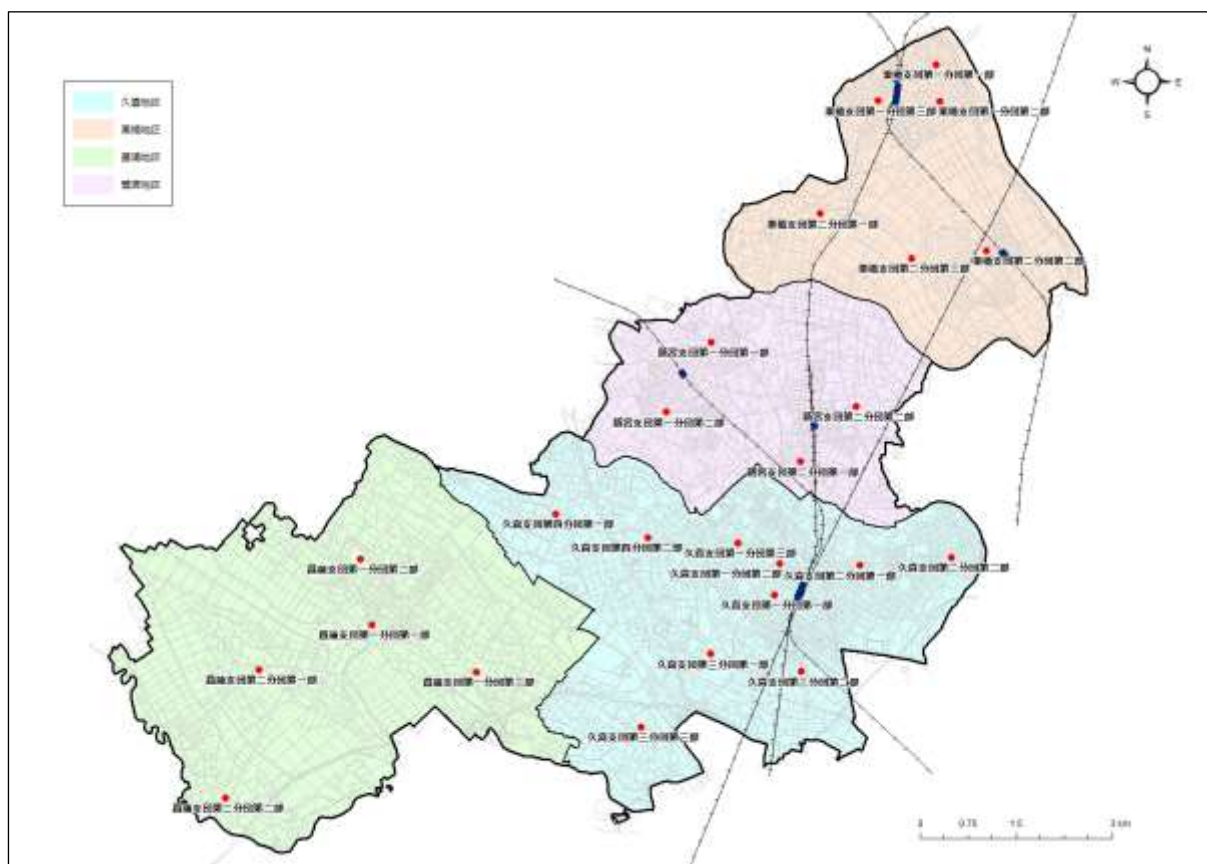 N
W
E
S
久喜地区
栗橋地区
菖蒲地区
鷲宮地区
栗橋支団第一分団第一部
栗橋支団第一分団第三部
栗橋支団第一分団第二部
栗橋支団第二分団第一部
栗橋支団第二分団第三部
栗橋支団第二分団第二部
鷲宮支団第一分団第一部
鷲宮支団第一分団第二部
鷲宮支団第二分団第二部
鷲宮支団第二分団第一部
久喜支団第四分団第一部
久喜支団第四分団第二部
久喜支団第一分団第三部
久喜支団第一分団第二部
久喜支団第二分団第一部
久喜支団第二分団第二部
久喜支団第一分団第一部
菖蒲支団第一分団第二部
菖蒲支団第一分団第一部
菖蒲支団第二分団第一部
菖蒲支団第一分団第三部
久喜支団第三分団第一部
久喜支団第三分団第二部
久喜支団第三分団第三部
菖蒲支団第二分団第二部
0 0.75 1.5 3 km